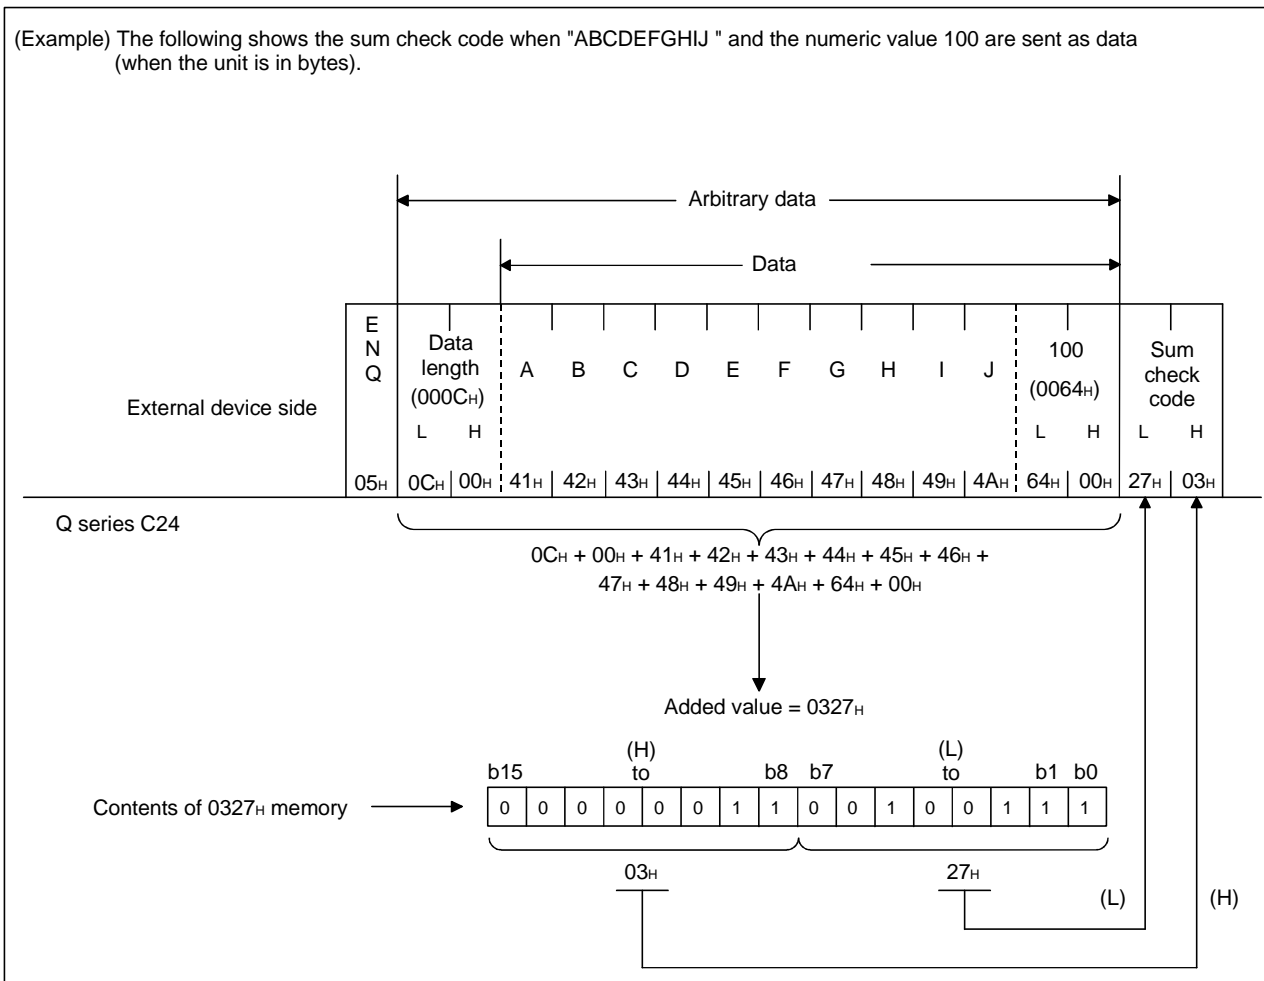 (Example) The following shows the sum check code when "ABCDEFGHIJ " and the numeric value 100 are sent as data
(when the unit is in bytes).
Arbitrary data
Data
E
N
Q
Data
length
(000CH)
A B C D E F G H I J
100
(0064H)
Sum
check
code
External device side
L H L H L H
05H 0CH 00H 41H 42H 43H 44H 45H 46H 47H 48H 49H 4AH 64H 00H 27H 03H
Q series C24
0CH + 00H + 41H + 42H + 43H + 44H + 45H + 46H +
47H + 48H + 49H + 4AH + 64H + 00H
Added value = 0327H
(H) (L)
b15 to b8 b7 to b1 b0
Contents of 0327H memory
0 0 0 0 0 0 1 1 0 0 1 0 0 1 1 1
03H 27H
(L) (H)